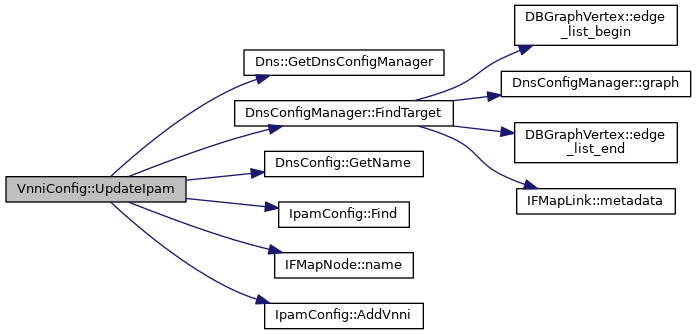 VnniConfig::UpdateIpam
Dns::GetDnsConfigManager
DnsConfigManager::FindTarget
DBGraphVertex::edge
_list_begin
DnsConfigManager::graph
DBGraphVertex::edge
_list_end
IFMapLink::metadata
DnsConfig::GetName
IpamConfig::Find
IFMapNode::name
IpamConfig::AddVnni